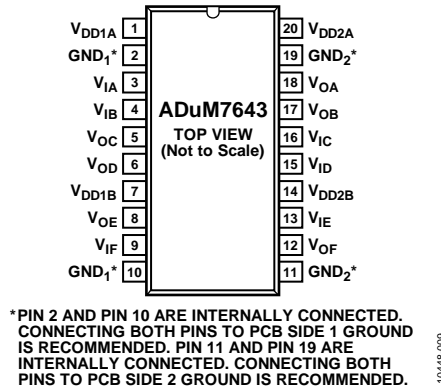 VDD1A 1 20 VDD2A
GND1* 2 19 GND2*
VIA 3 ADuM7643 18 VOA
VIB 4 TOP VIEW 17 VOB
VOC 5 (Not to Scale) 16 VIC
VOD 6 15 VID
VDD1B 7 14 VDD2B
VOE 8 13 VIE
VIF 9 12 VOF
GND1* 10 11 GND2*
*PIN 2 AND PIN 10 ARE INTERNALLY CONNECTED.
CONNECTING BOTH PINS TO PCB SIDE 1 GROUND
IS RECOMMENDED. PIN 11 AND PIN 19 ARE
INTERNALLY CONNECTED. CONNECTING BOTH
PINS TO PCB SIDE 2 GROUND IS RECOMMENDED.